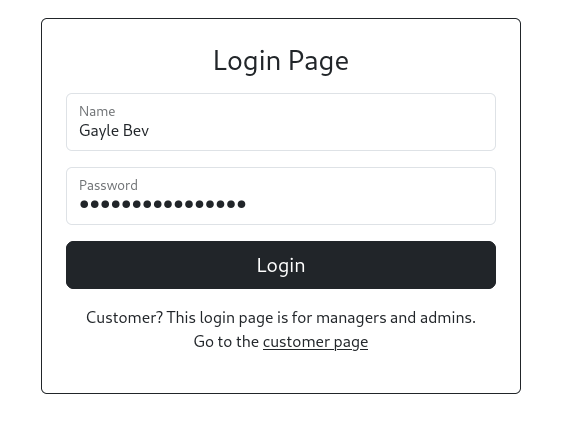 Login Page
Name
Gayle Bev
Password
●●●●●●●●●●●●●●●●
Login
Customer? This login page is for managers and admins.
Go to the customer page